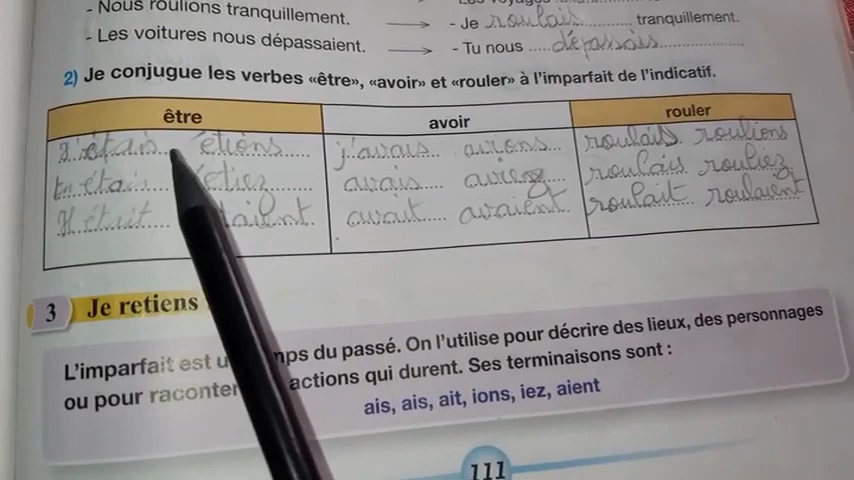 - Nous roulions tranquillement.
- Je roulais tranquillement.
- Les voitures nous dépassaient.
- Tu nous dépassais
2) Je conjugue les verbes «être», «avoir» et «rouler» à l'imparfait de l'indicatif.
être avoir rouler
J'étais étions j'avais avions roulais roulions
tu étais étiez avais aviez roulais rouliez
Il était taient avait avaient roulait roulaient
3 Je retiens
L'imparfait est u mps du passé. On l'utilise pour décrire des lieux, des personnages
ou pour raconter actions qui durent. Ses terminaisons sont :
ais, ais, ait, ions, iez, aient
111